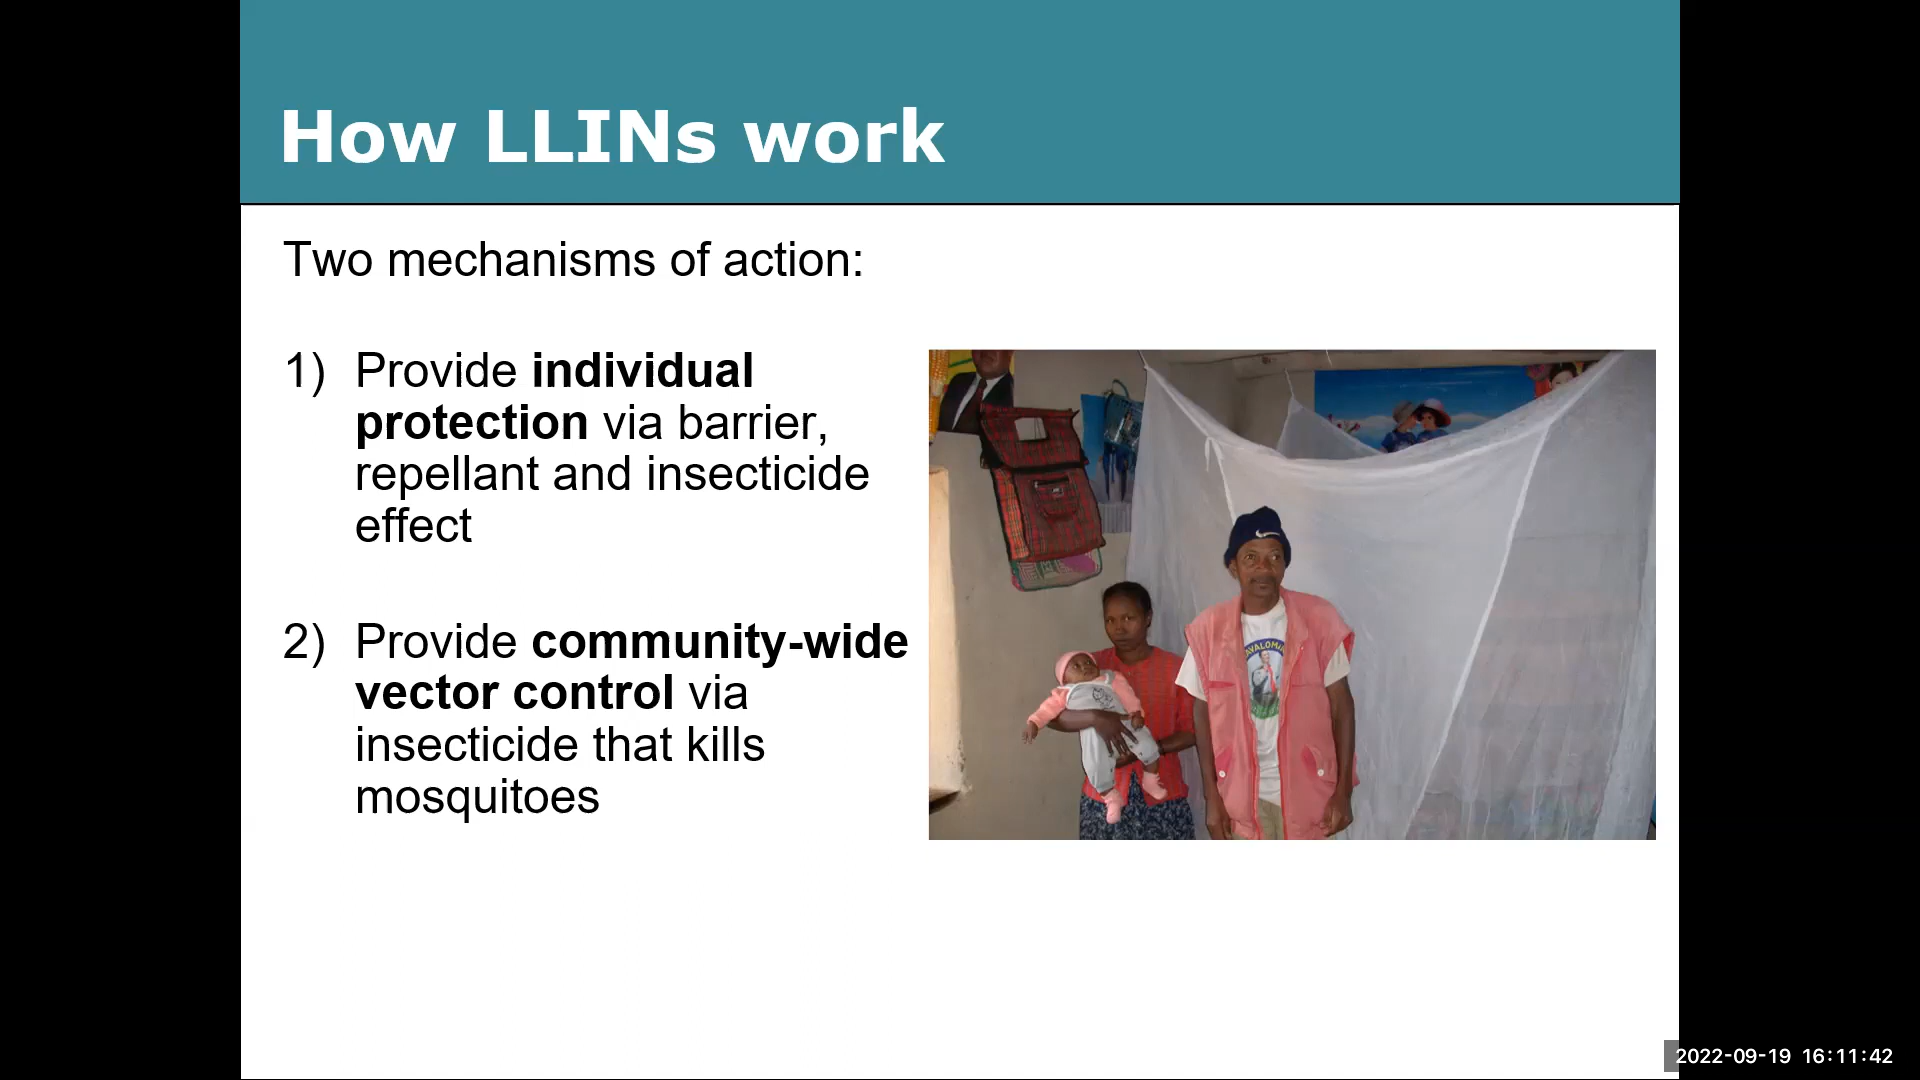 How LLINs work
Two mechanisms of action:
1) Provide individual
protection via barrier,
repellant and insecticide
effect
2) Provide community-wide
vector control via
insecticide that kills
mosquitoes
2022-09-19 16:11:42